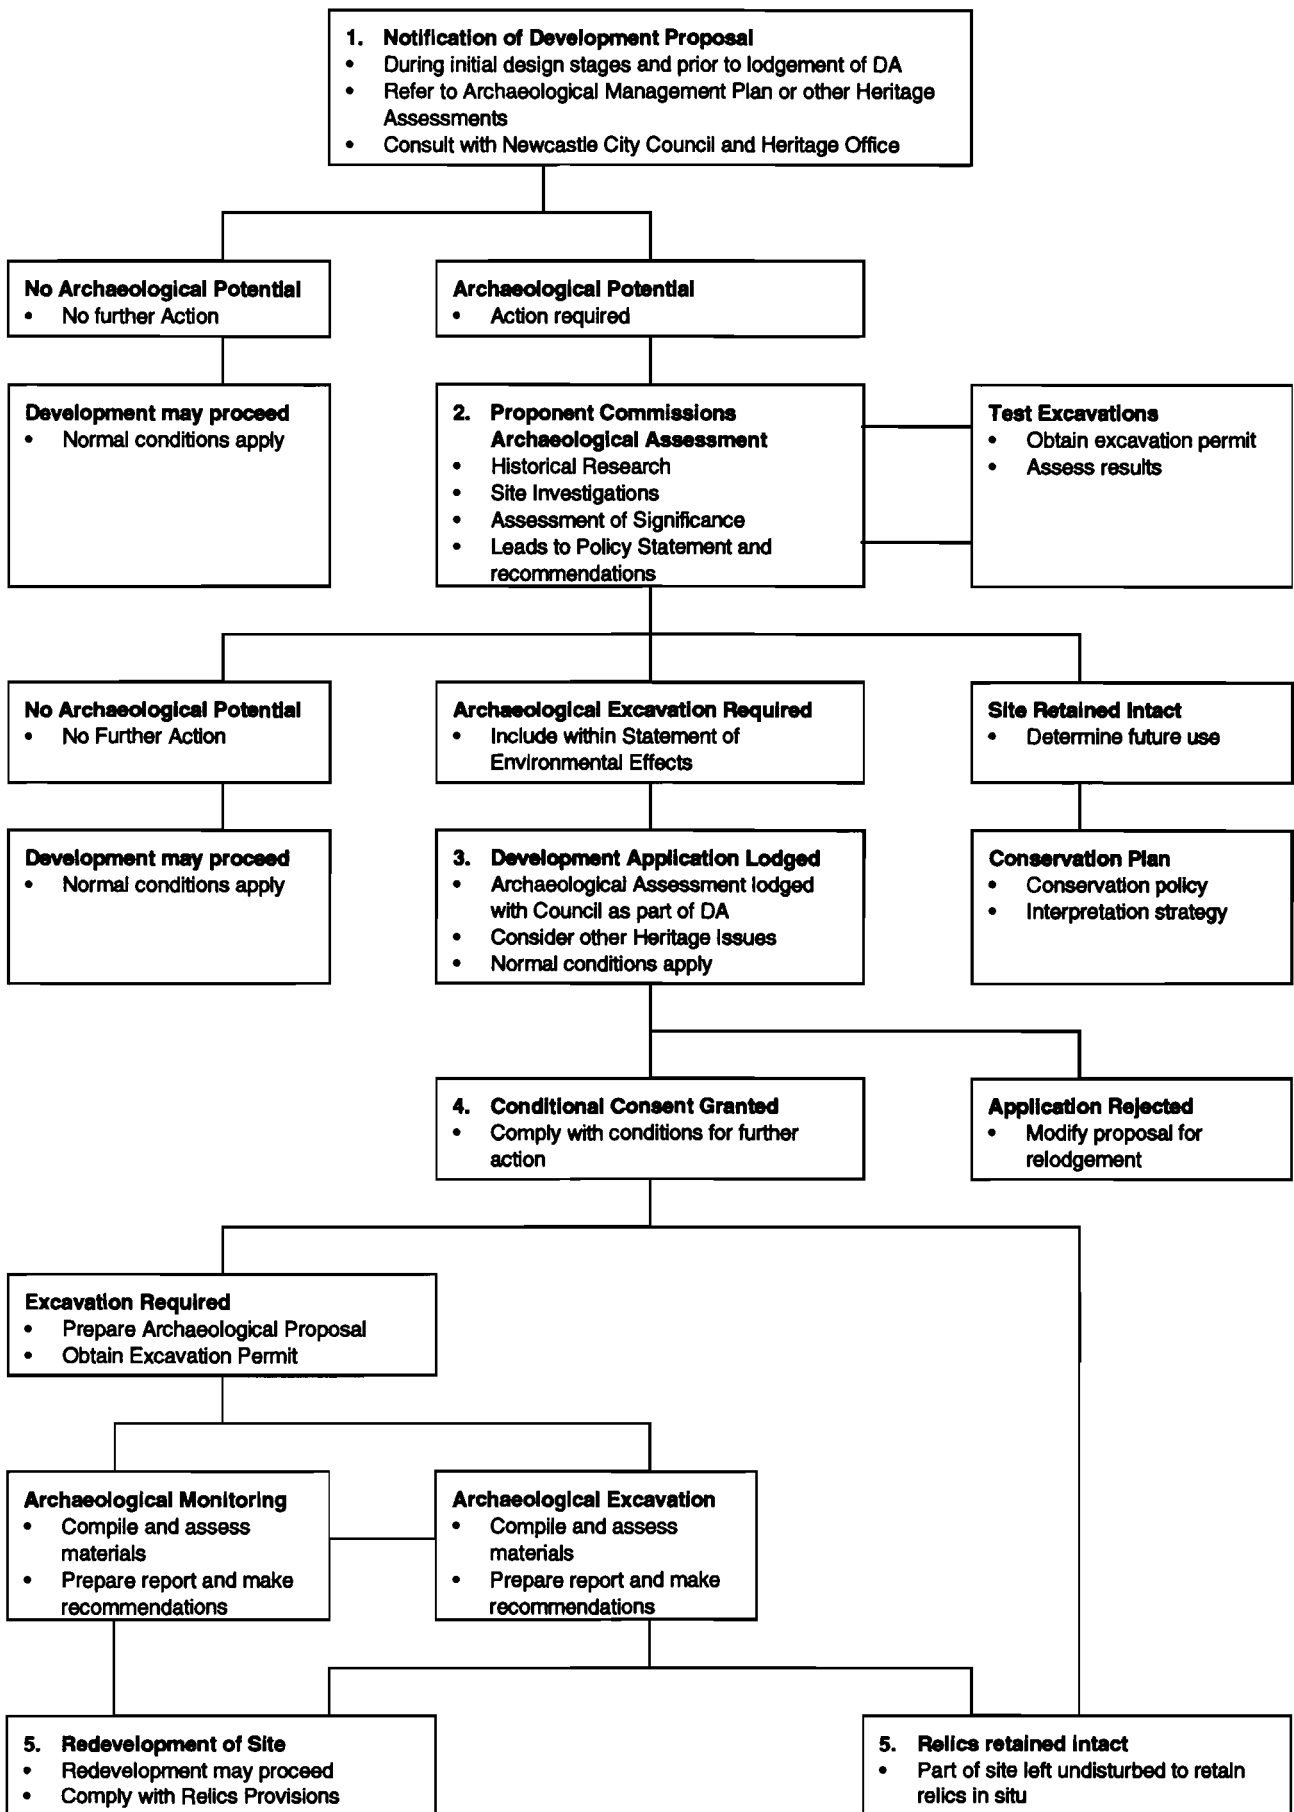 1. Notification of Development Proposal
• During initial design stages and prior to lodgement of DA
• Refer to Archaeological Management Plan or other Heritage
Assessments
• Consult with Newcastle City Council and Heritage Office
No Archaeological Potential
• No further Action
Archaeological Potential
• Action required
Development may proceed
• Normal conditions apply
2. Proponent Commissions
Archaeological Assessment
• Historical Research
• Site Investigations
• Assessment of Significance
• Leads to Policy Statement and
recommendations
Test Excavations
• Obtain excavation permit
• Assess results
No Archaeological Potential
• No Further Action
Archaeological Excavation Required
• Include within Statement of
Environmental Effects
Site Retained Intact
• Determine future use
Development may proceed
• Normal conditions apply
3. Development Application Lodged
• Archaeological Assessment lodged
with Council as part of DA
• Consider other Heritage Issues
• Normal conditions apply
Conservation Plan
• Conservation policy
• Interpretation strategy
4. Conditional Consent Granted
• Comply with conditions for further
action
Application Rejected
• Modify proposal for
relodgement
Excavation Required
• Prepare Archaeological Proposal
• Obtain Excavation Permit
Archaeological Monitoring
• Compile and assess
materials
• Prepare report and make
recommendations
Archaeological Excavation
• Compile and assess
materials
• Prepare report and make
recommendations
5. Redevelopment of Site
• Redevelopment may proceed
• Comply with Relics Provisions
5. Relics retained intact
• Part of site left undisturbed to retain
relics in situ